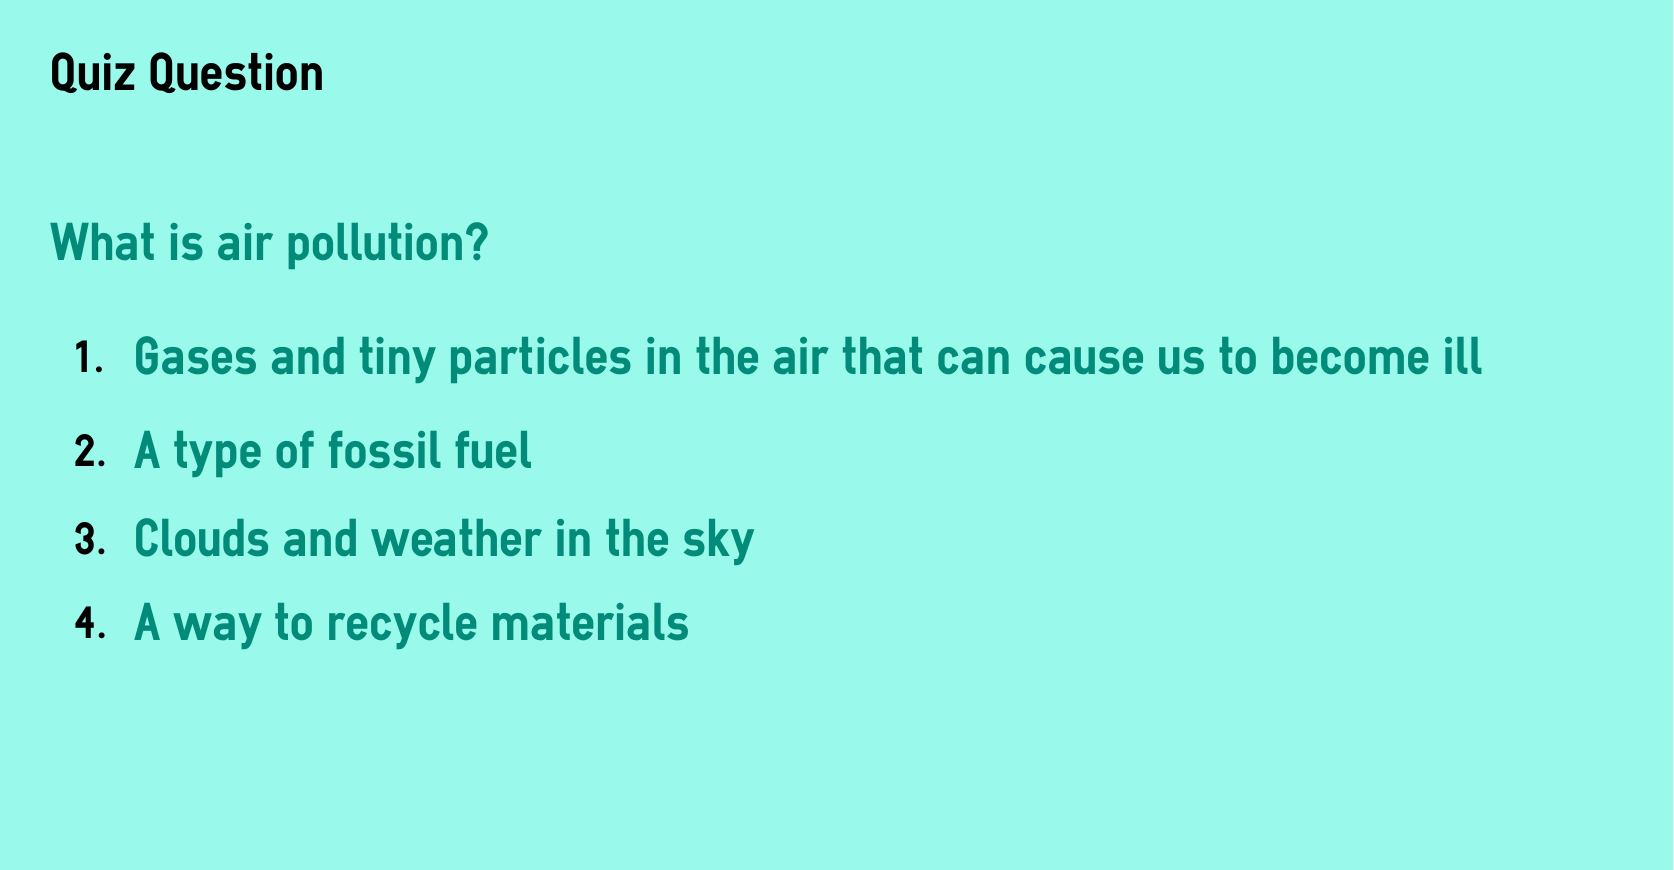 Quiz Question
What is air pollution?
1. Gases and tiny particles in the air that can cause us to become ill
2. A type of fossil fuel
3. Clouds and weather in the sky
4. A way to recycle materials